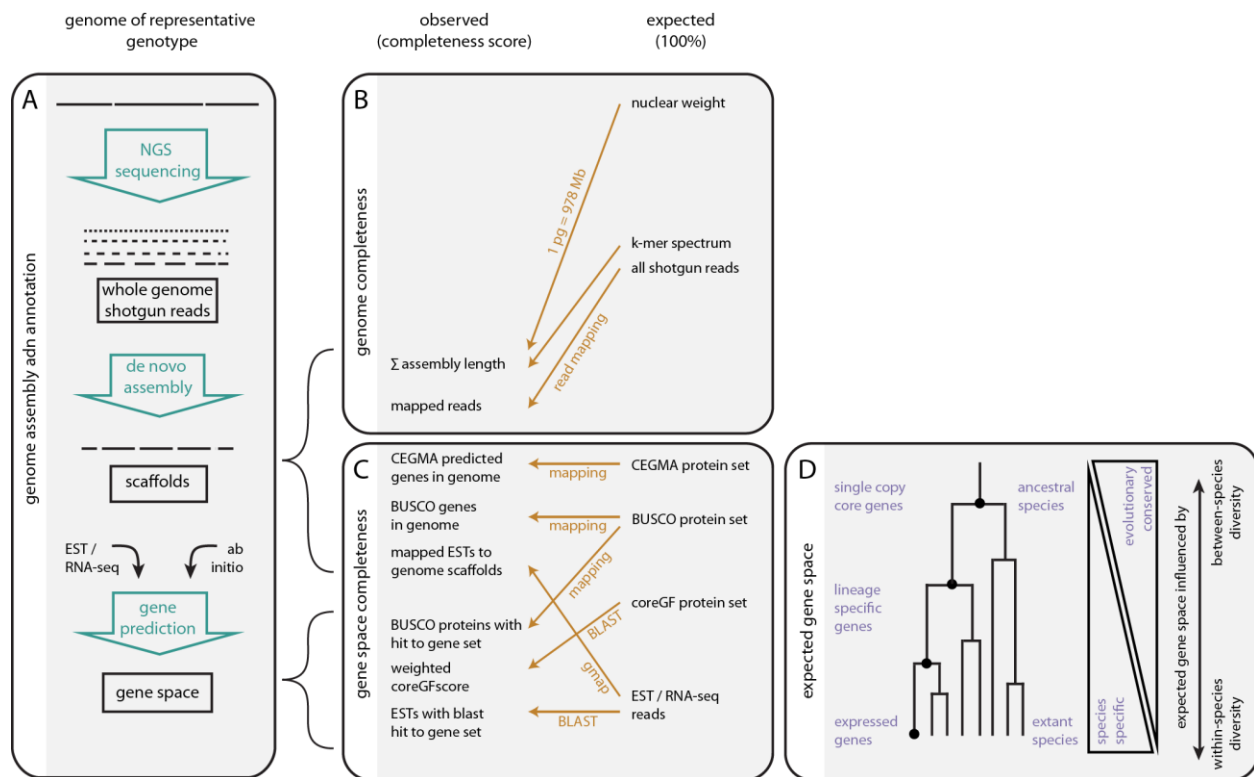 genome of representative
genotype
observed
(completeness score)
expected
(100%)
A
genome assembly adn annotation
NGS
sequencing
whole genome
shotgun reads
de novo
assembly
scaffolds
EST /
RNA-seq
ab
initio
gene
prediction
gene space
B
genome completeness
nuclear weight
1 pg = 978 Mb
k-mer spectrum
all shotgun reads
read mapping
Σ assembly length
mapped reads
C
gene space completeness
CEGMA predicted
genes in genome
mapping
CEGMA protein set
BUSCO genes
in genome
mapping
BUSCO protein set
mapped ESTs to
genome scaffolds
mapping
coreGF protein set
BUSCO proteins with
hit to gene set
BLAST
weighted
coreGFscore
gmap
EST / RNA-seq
reads
ESTs with blast
hit to gene set
BLAST
D
expected gene space
single copy
core genes
ancestral
species
lineage
specific
genes
expressed
genes
extant
species
evolutionary
conserved
species
specific
expected gene space influenced by
between-species
diversity
within-species
diversity